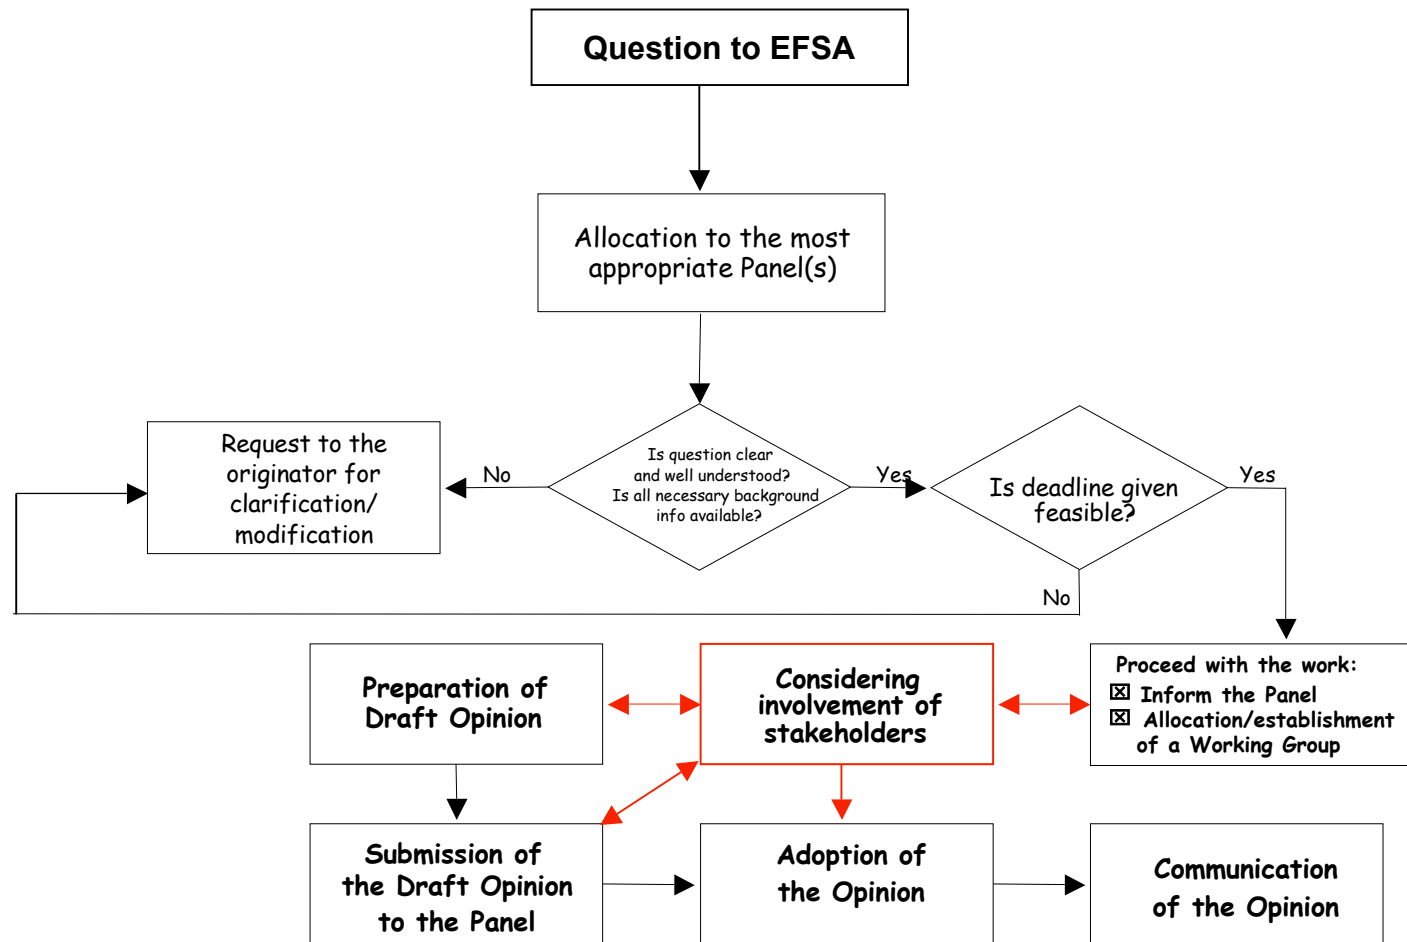 Question to EFSA
Allocation to the most
appropriate Panel(s)
Request to the
originator for
clarification/
modification
No
Is question clear
and well understood?
Is all necessary background
info available?
Yes
Is deadline given
feasible?
Yes
No
Preparation of
Draft Opinion
Considering
involvement of
stakeholders
Proceed with the work:
Inform the Panel
Allocation/establishment
of a Working Group
Submission of
the Draft Opinion
to the Panel
Adoption of
the Opinion
Communication
of the Opinion